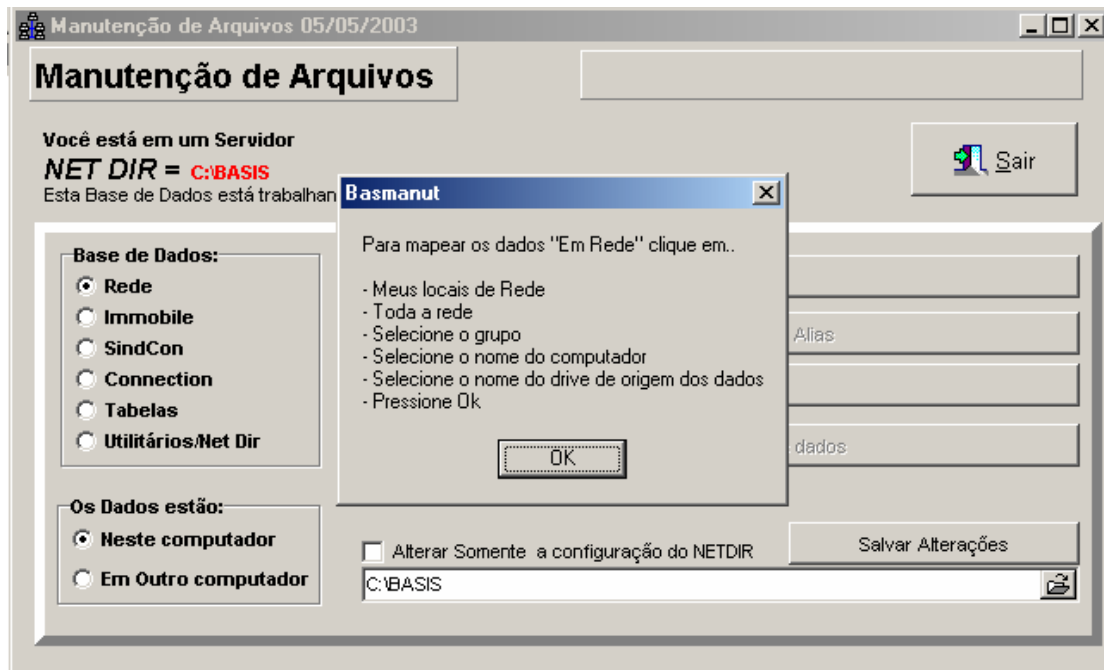 Manutenção de Arquivos 05/05/2003
Manutenção de Arquivos
Você está em um Servidor
NET DIR = C:\BASIS
Esta Base de Dados está trabalhan
Sair
Basmanut
Para mapear os dados "Em Rede" clique em..
- Meus locais de Rede
- Toda a rede
- Selecione o grupo
- Selecione o nome do computador
- Selecione o nome do drive de origem dos dados
- Pressione Ok
OK
Base de Dados:
Rede
Immobile
SindCon
Connection
Tabelas
Utilitários/Net Dir
Alias
dados
Os Dados estão:
Neste computador
Em Outro computador
Alterar Somente a configuração do NETDIR
Salvar Alterações
C:\BASIS